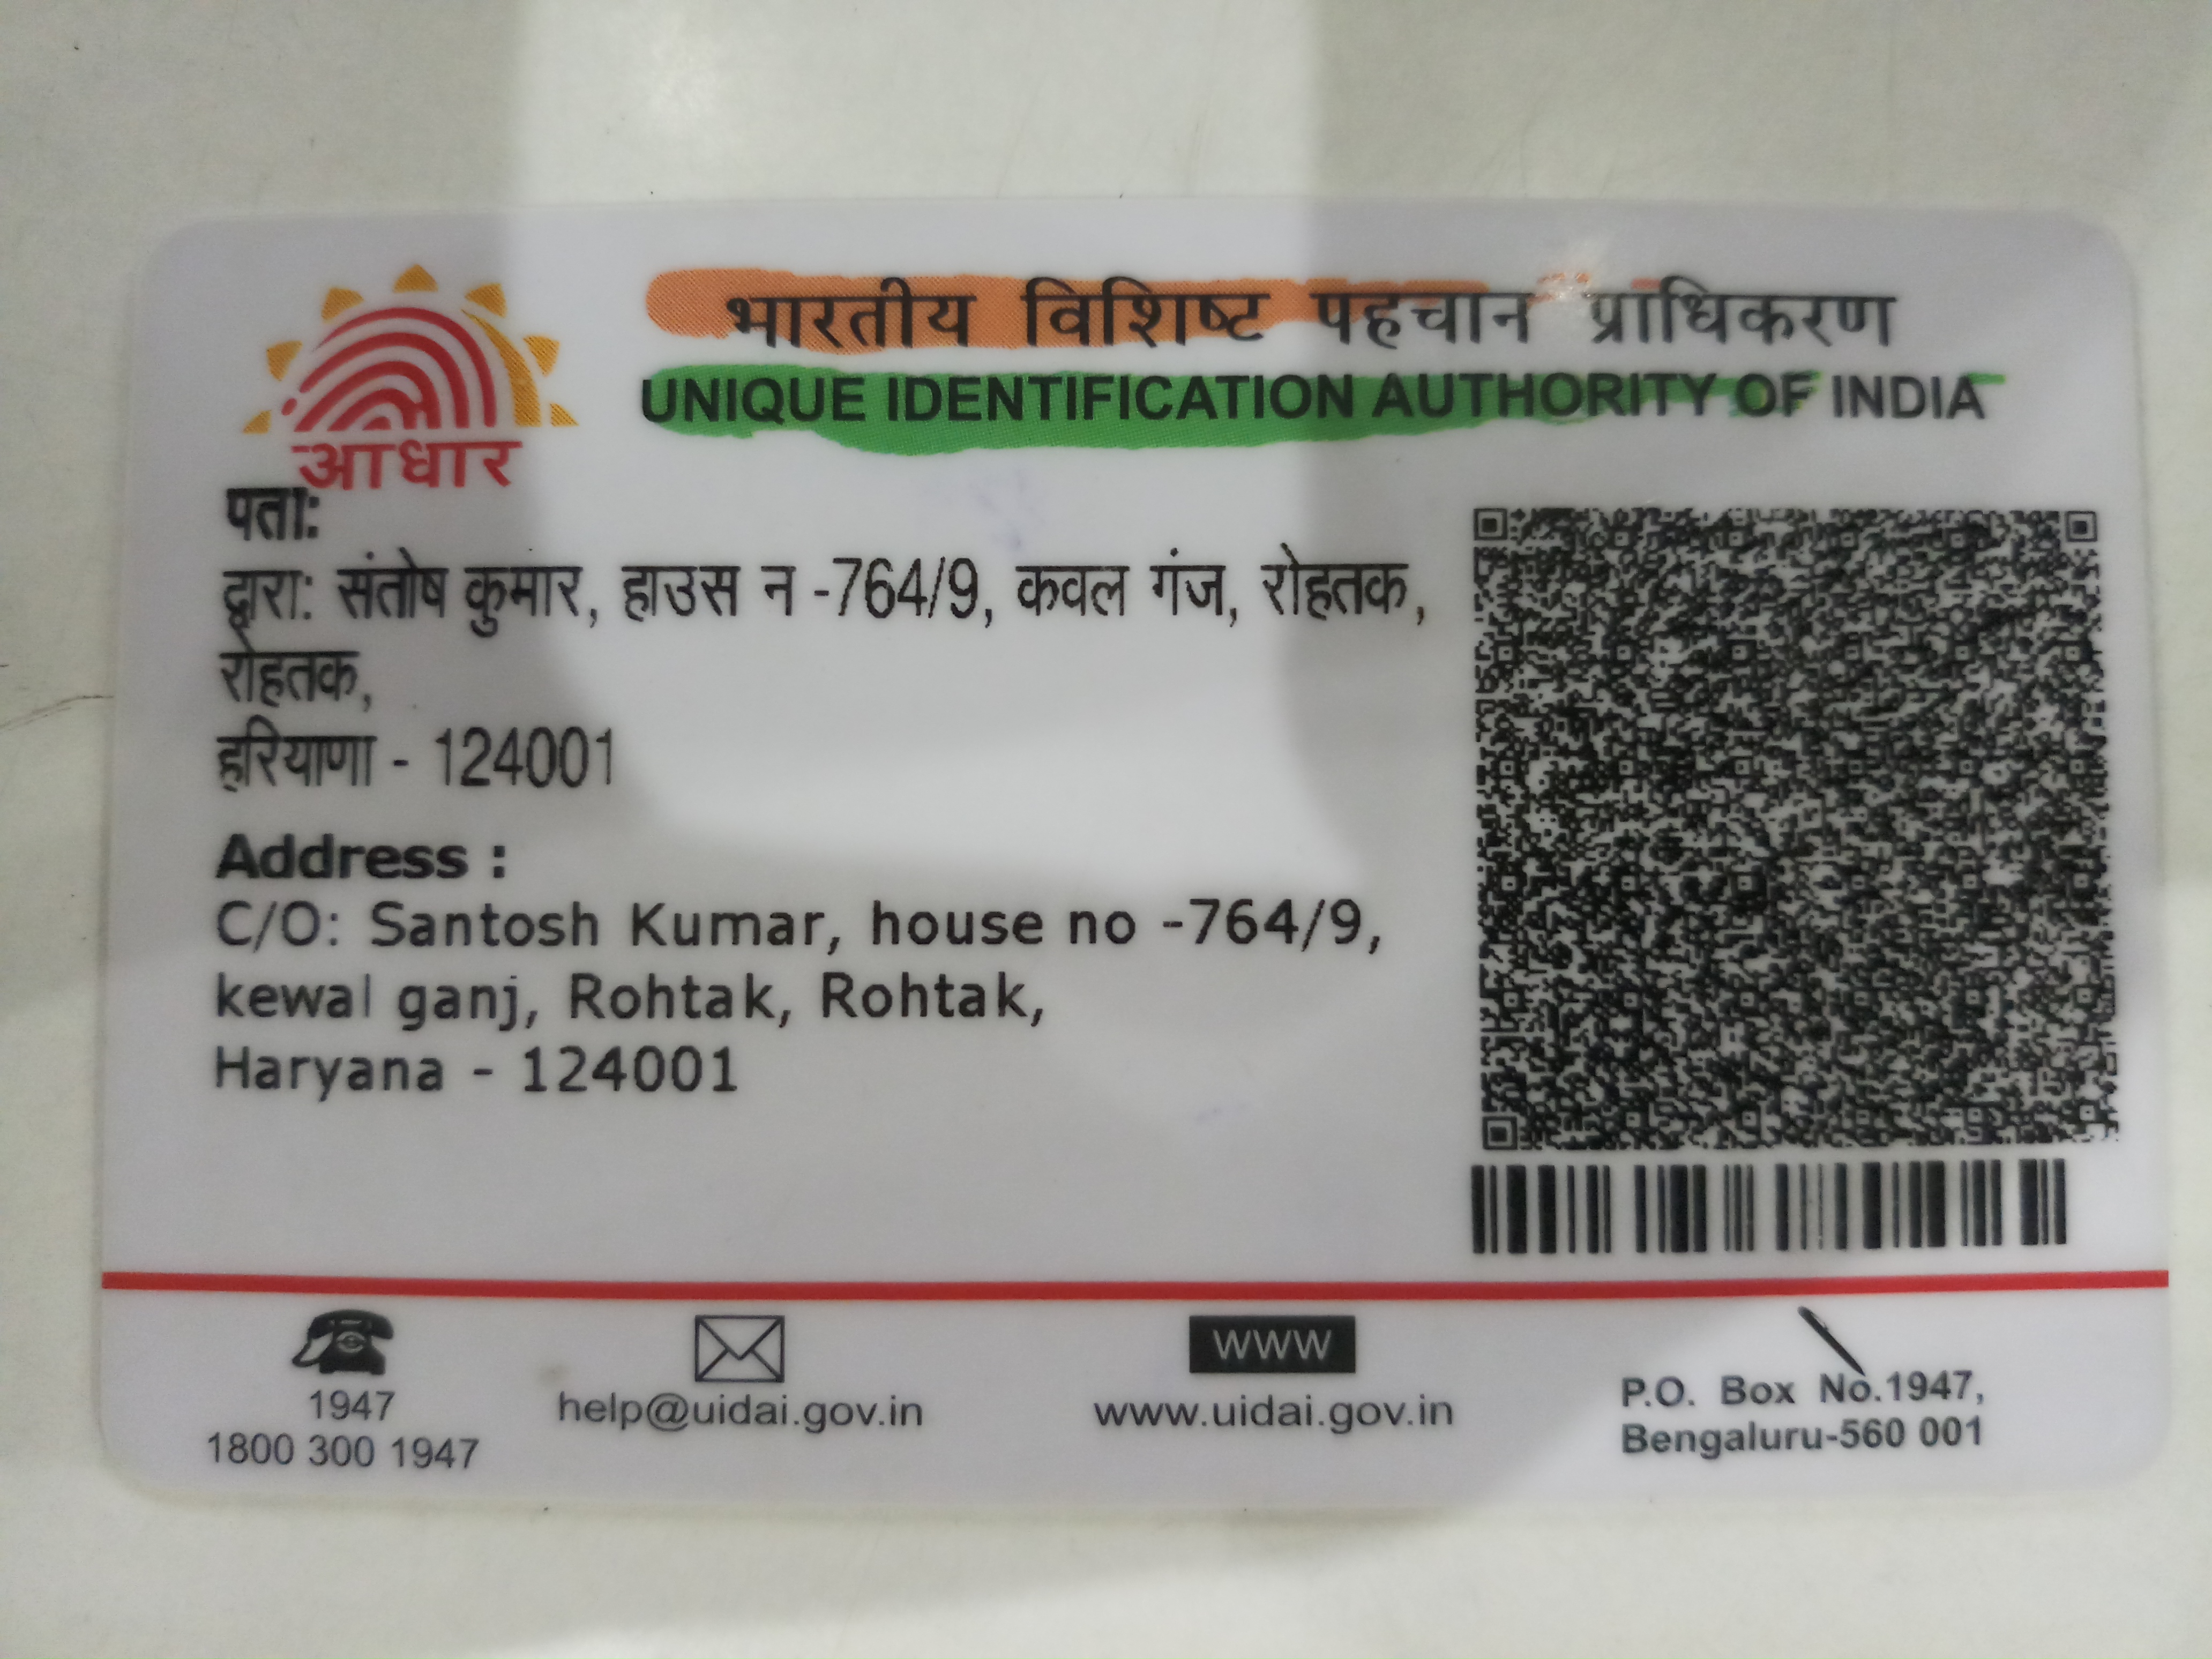 भारतीय विशिष्ट पहचान प्राधिकरण
UNIQUE IDENTIFICATION AUTHORITY OF INDIA
आधार
पता:
द्वारा: संतोष कुमार, हाउस न -764/9, कवल गंज, रोहतक,
रोहतक,
हरियाणा - 124001
Address :
C/O: Santosh Kumar, house no -764/9,
kewal ganj, Rohtak, Rohtak,
Haryana - 124001
1947
1800 300 1947
help@uidai.gov.in
WWW
www.uidai.gov.in
P.O. Box No.1947,
Bengaluru-560 001